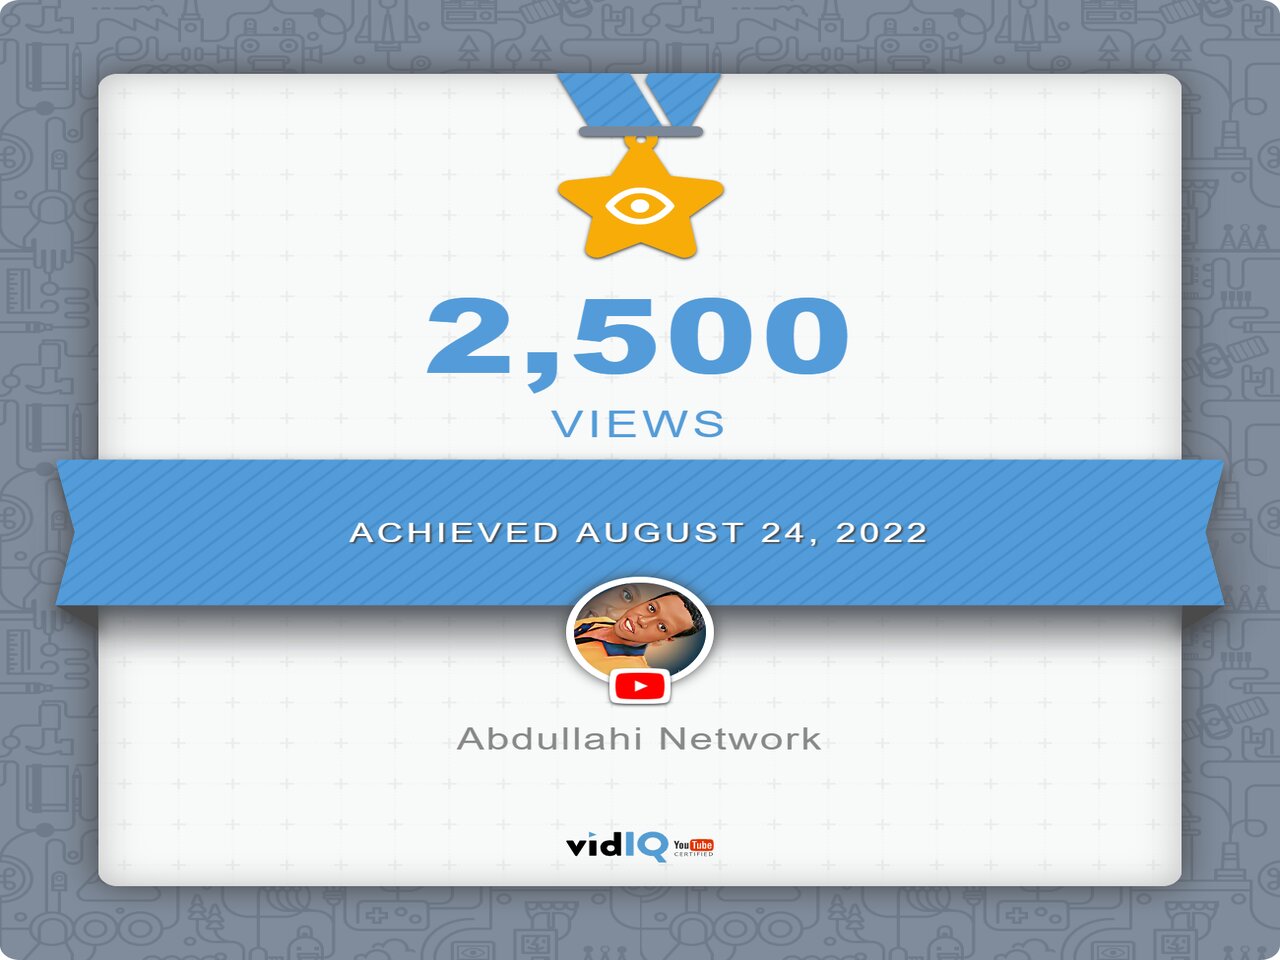 2,500
VIEWS
ACHIEVED AUGUST 24, 2022
Abdullahi Network
vidIQ YouTube
CERTIFIED